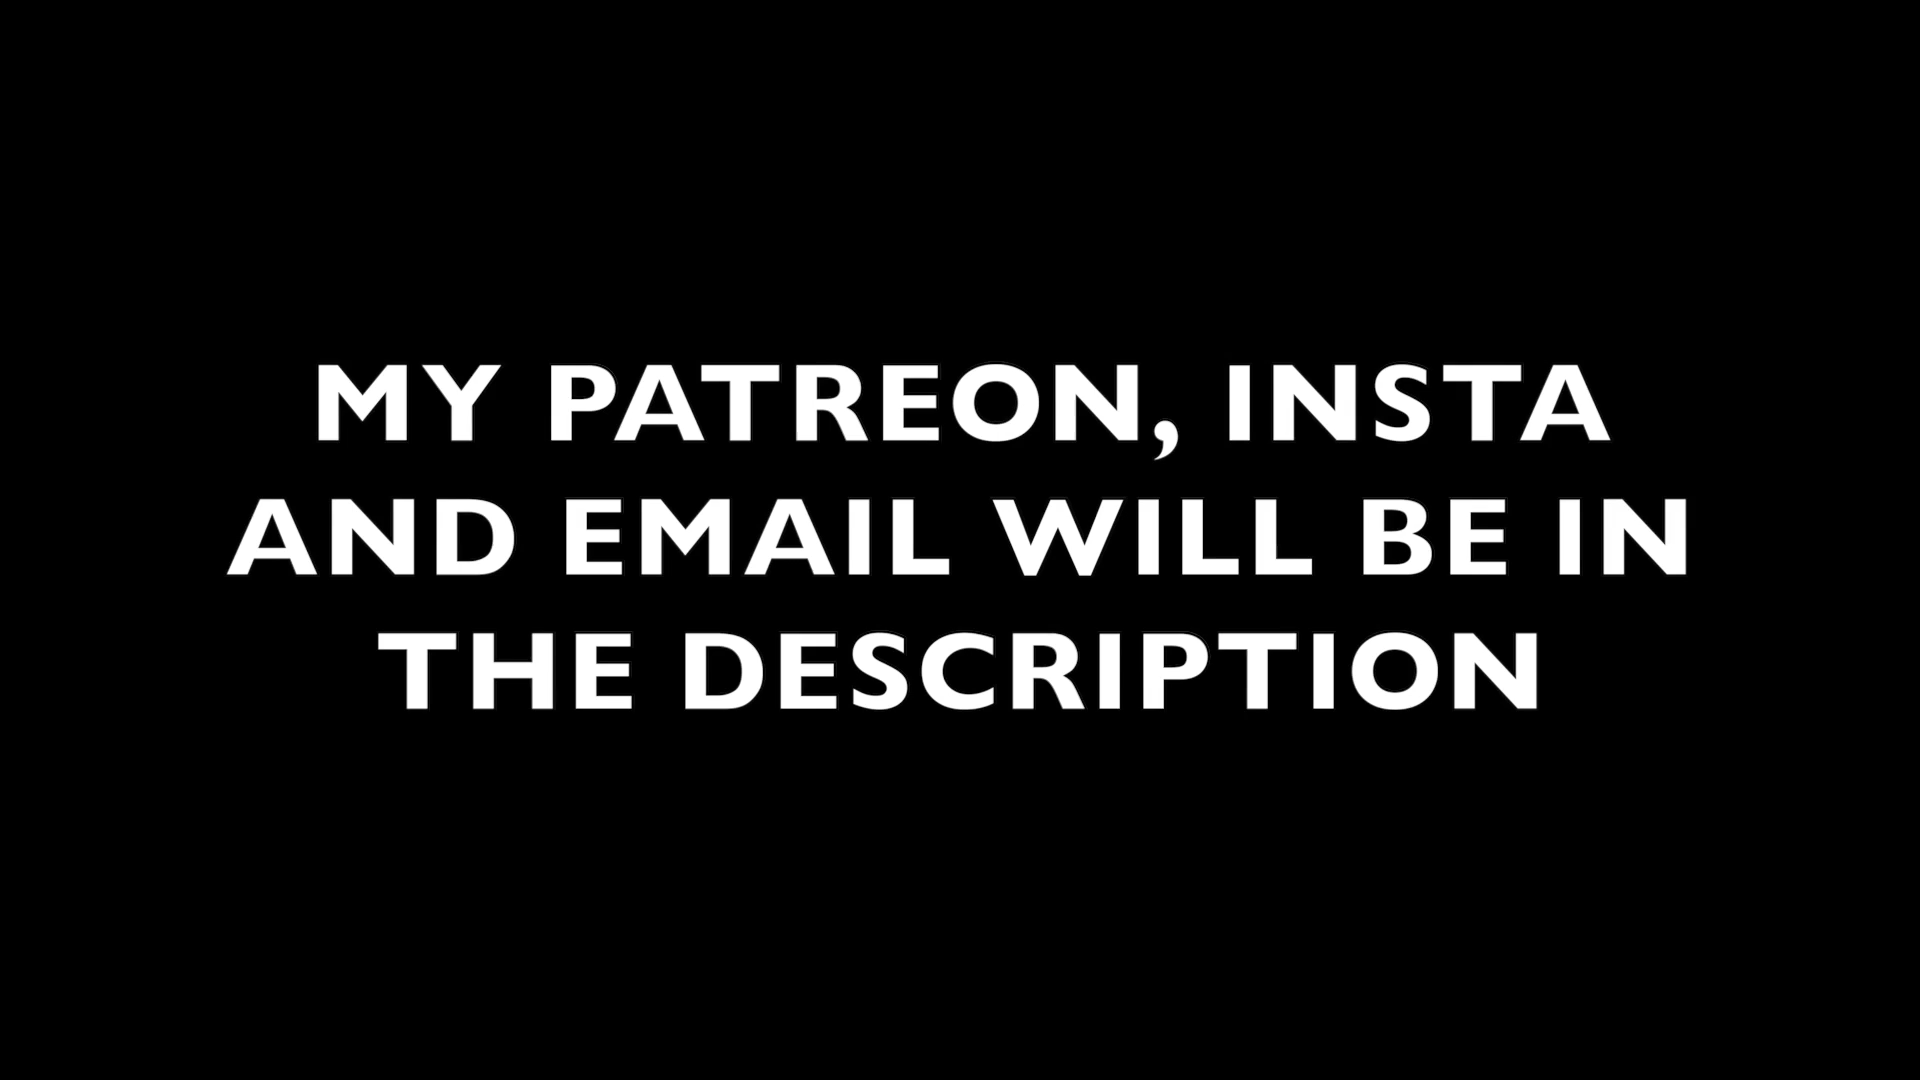 MY PATREON, INSTA
AND EMAIL WILL BE IN
THE DESCRIPTION